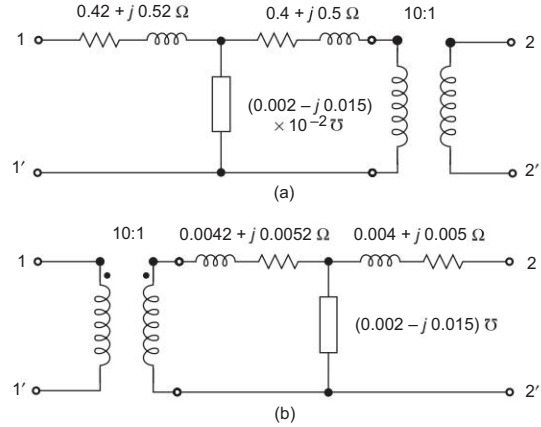 0.42 + j 0.52 Ω 0.4 + j 0.5 Ω 10:1
1 2
(0.002 – j 0.015)
× 10⁻² ℧
1′ 2′
(a)
10:1 0.0042 + j 0.0052 Ω 0.004 + j 0.005 Ω
1 2
(0.002 – j 0.015) ℧
1′ 2′
(b)